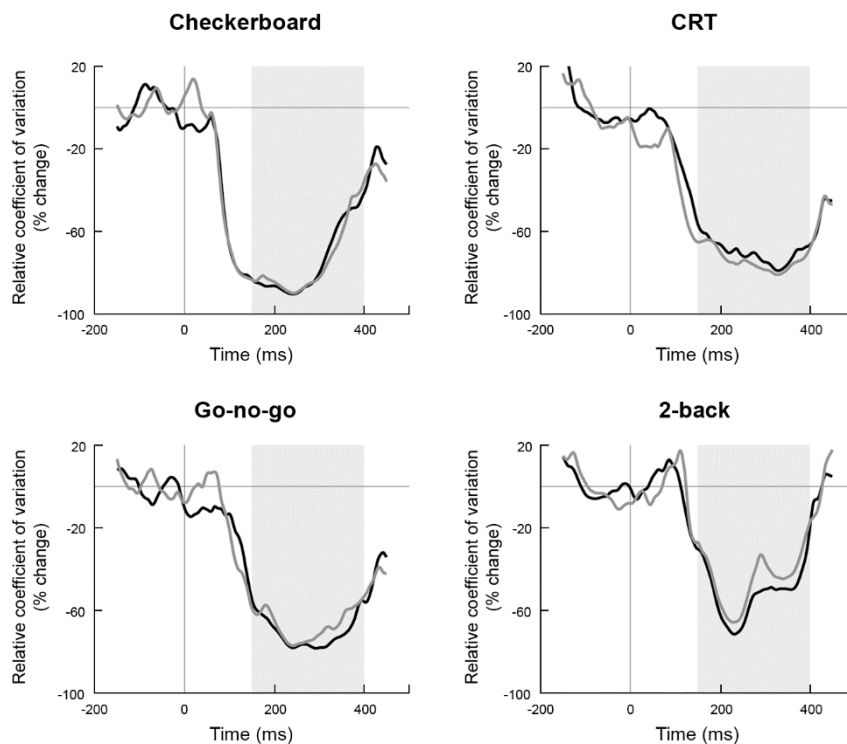 Checkerboard
Relative coefficient of variation
(% change)
20
-20
-60
-100
-200
0
200
400
Time (ms)
CRT
Relative coefficient of variation
(% change)
20
-20
-60
-100
-200
0
200
400
Time (ms)
Go-no-go
Relative coefficient of variation
(% change)
20
-20
-60
-100
-200
0
200
400
Time (ms)
2-back
Relative coefficient of variation
(% change)
20
-20
-60
-100
-200
0
200
400
Time (ms)